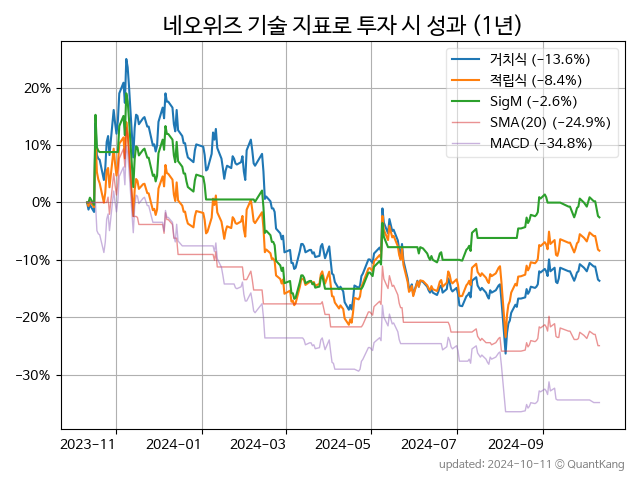 네오위즈 기술 지표로 투자 시 성과 (1년)
거치식 (−13.6%)
적립식 (−8.4%)
SigM (−2.6%)
SMA(20) (−24.9%)
MACD (−34.8%)
20%
10%
0%
−10%
−20%
−30%
2023−11 2024−01 2024−03 2024−05 2024−07 2024−09
updated: 2024-10-11 © QuantKang